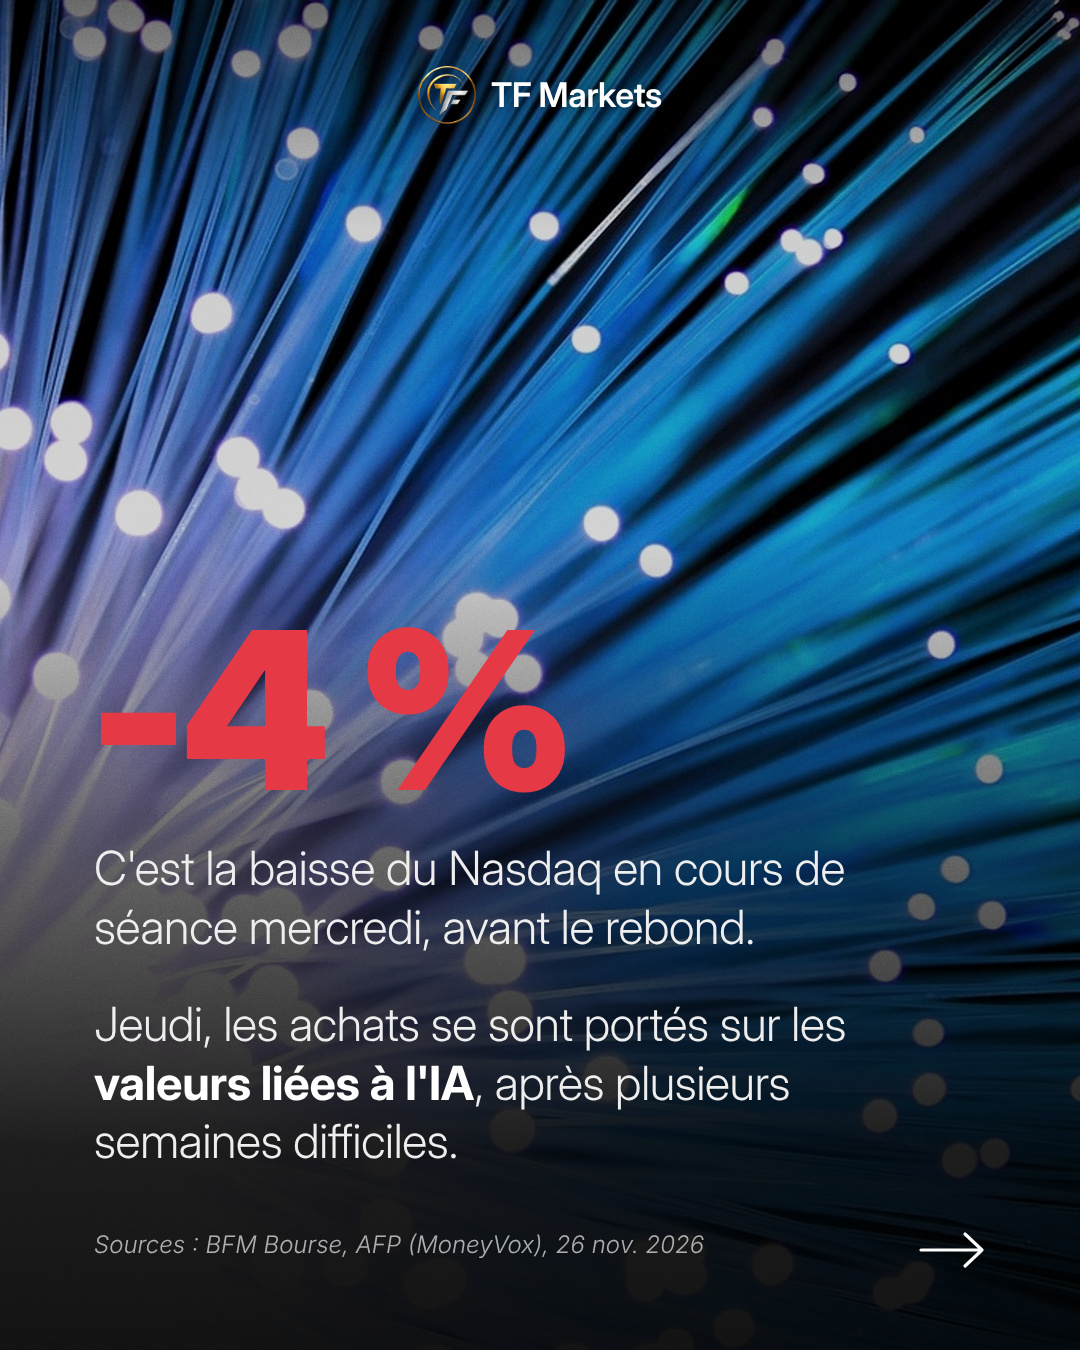 TF Markets
-4 %
C'est la baisse du Nasdaq en cours de
séance mercredi, avant le rebond.
Jeudi, les achats se sont portés sur les
valeurs liées à l'IA, après plusieurs
semaines difficiles.
Sources : BFM Bourse, AFP (MoneyVox), 26 nov. 2026